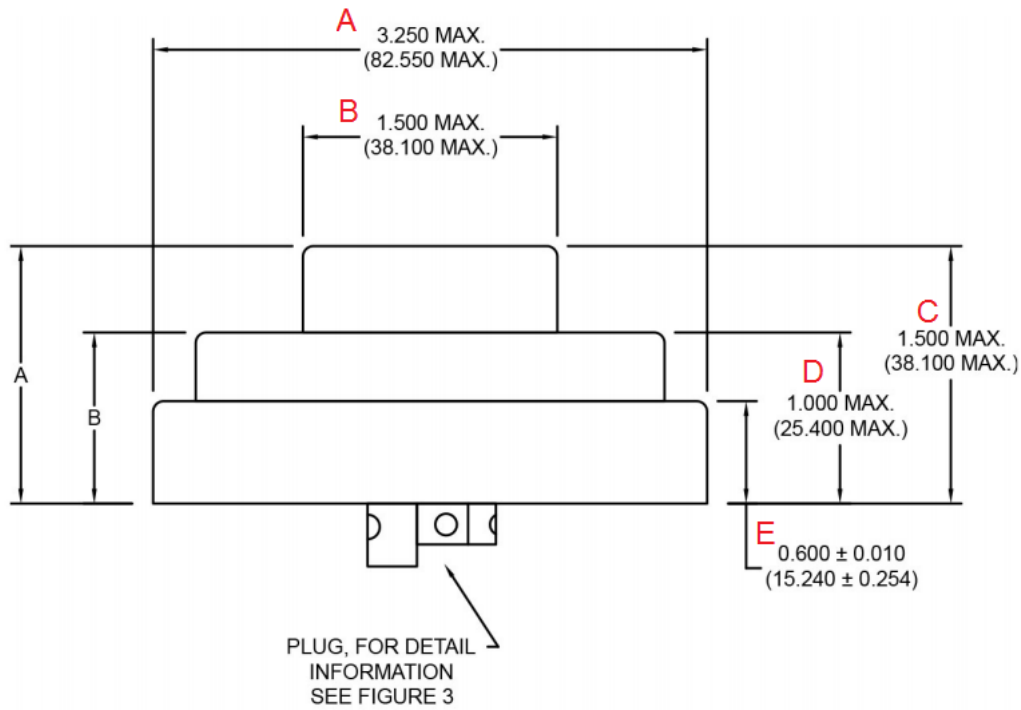 A
3.250 MAX.
(82.550 MAX.)
B
1.500 MAX.
(38.100 MAX.)
C
1.500 MAX.
(38.100 MAX.)
A
D
1.000 MAX.
(25.400 MAX.)
B
E
0.600 ± 0.010
(15.240 ± 0.254)
PLUG, FOR DETAIL
INFORMATION
SEE FIGURE 3